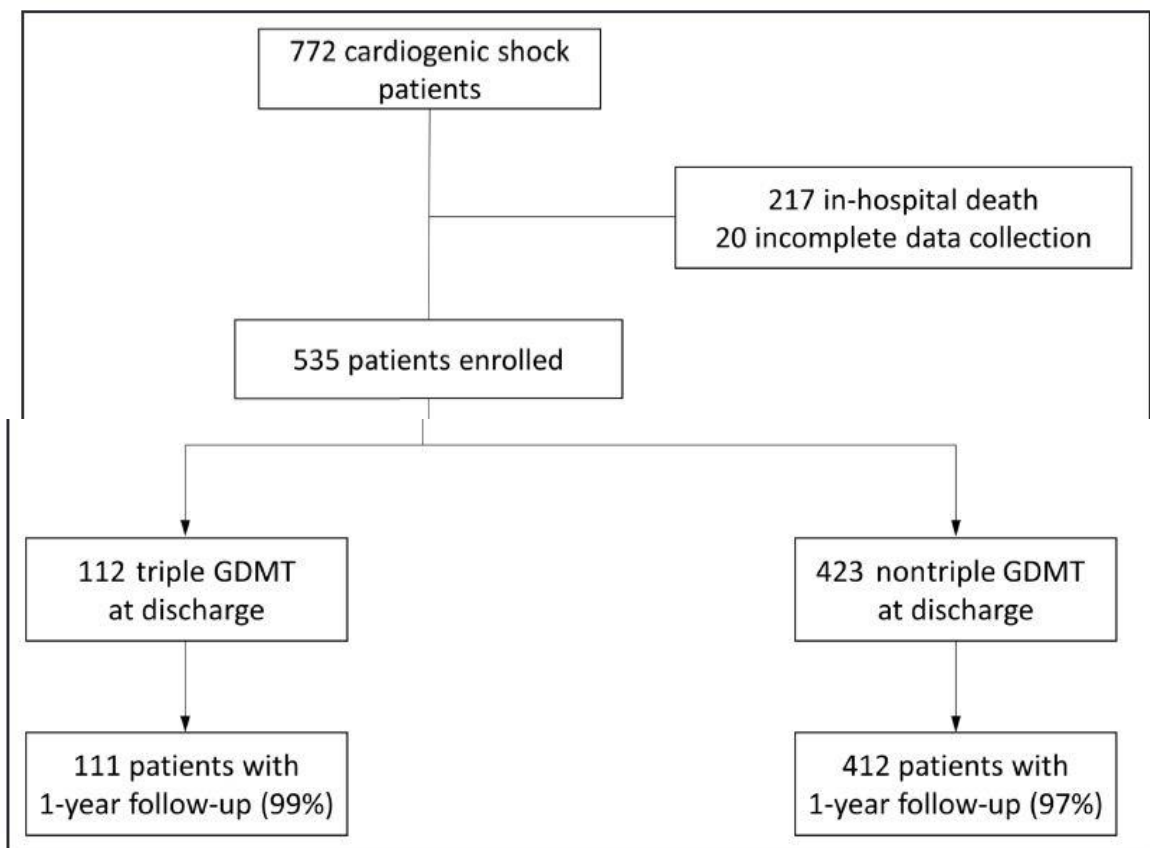 772 cardiogenic shock
patients
217 in-hospital death
20 incomplete data collection
535 patients enrolled
112 triple GDMT
at discharge
423 nontriple GDMT
at discharge
111 patients with
1-year follow-up (99%)
412 patients with
1-year follow-up (97%)